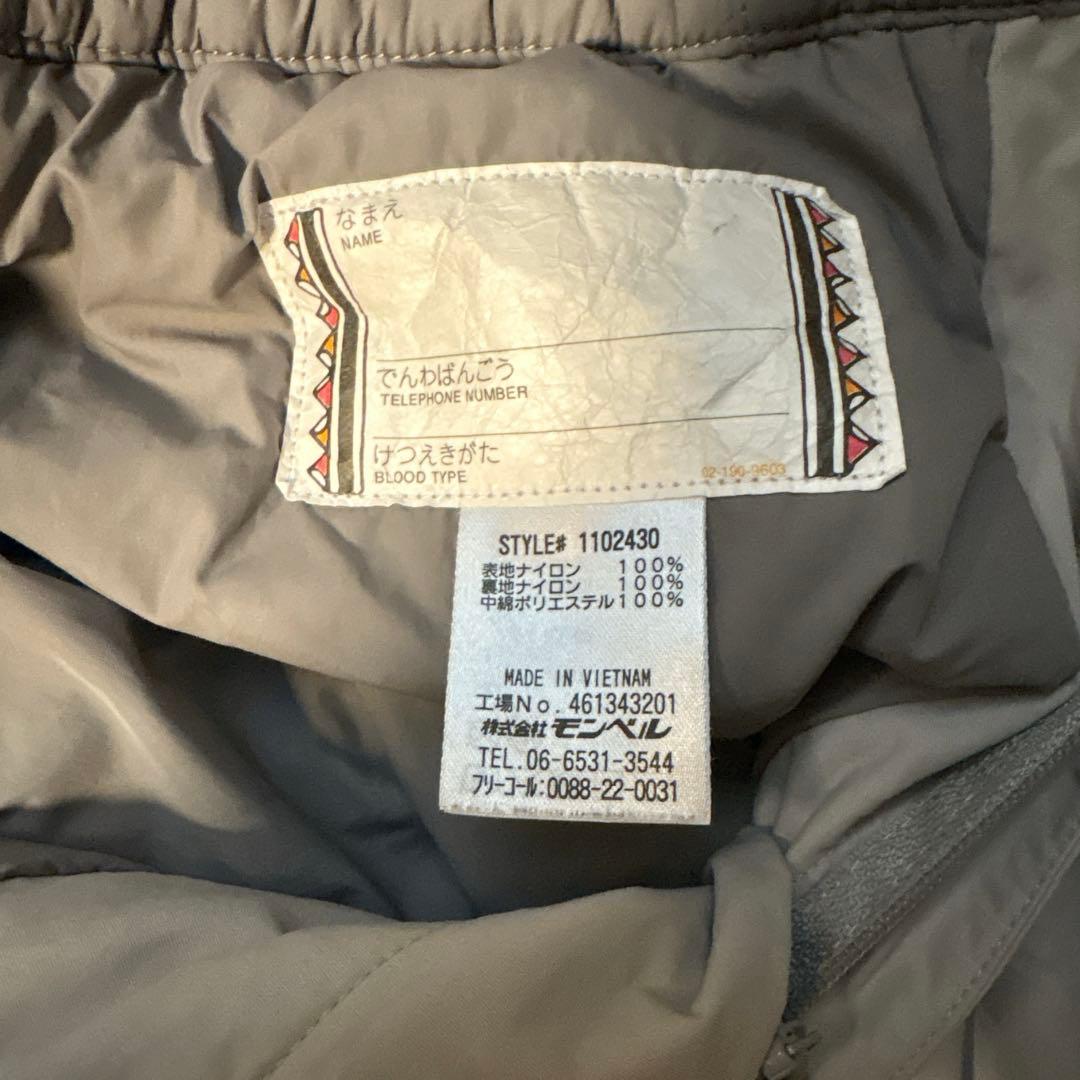 なまえ
NAME
でんわばんごう
TELEPHONE NUMBER
けつえきがた
BLOOD TYPE
02-190-9603
STYLE# 1102430
表地ナイロン 100%
裏地ナイロン 100%
中綿ポリエステル100%
MADE IN VIETNAM
工場No. 461343201
株式会社 モンベル
TEL.06-6531-3544
フリーコール:0088-22-0031